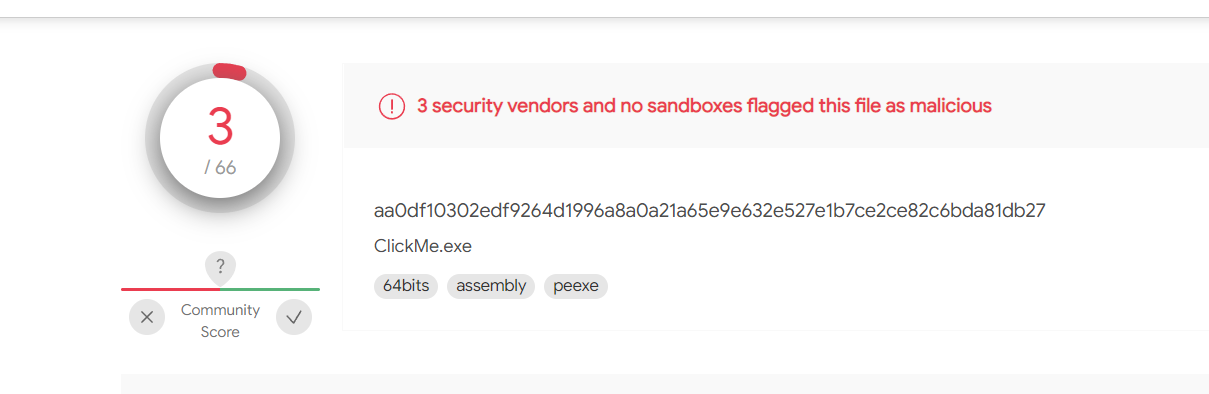 3
/ 66
?
Community
Score
3 security vendors and no sandboxes flagged this file as malicious
aa0df10302edf9264d1996a8a0a21a65e9e632e527e1b7ce2ce82c6bda81db27
ClickMe.exe
64bits assembly peexe